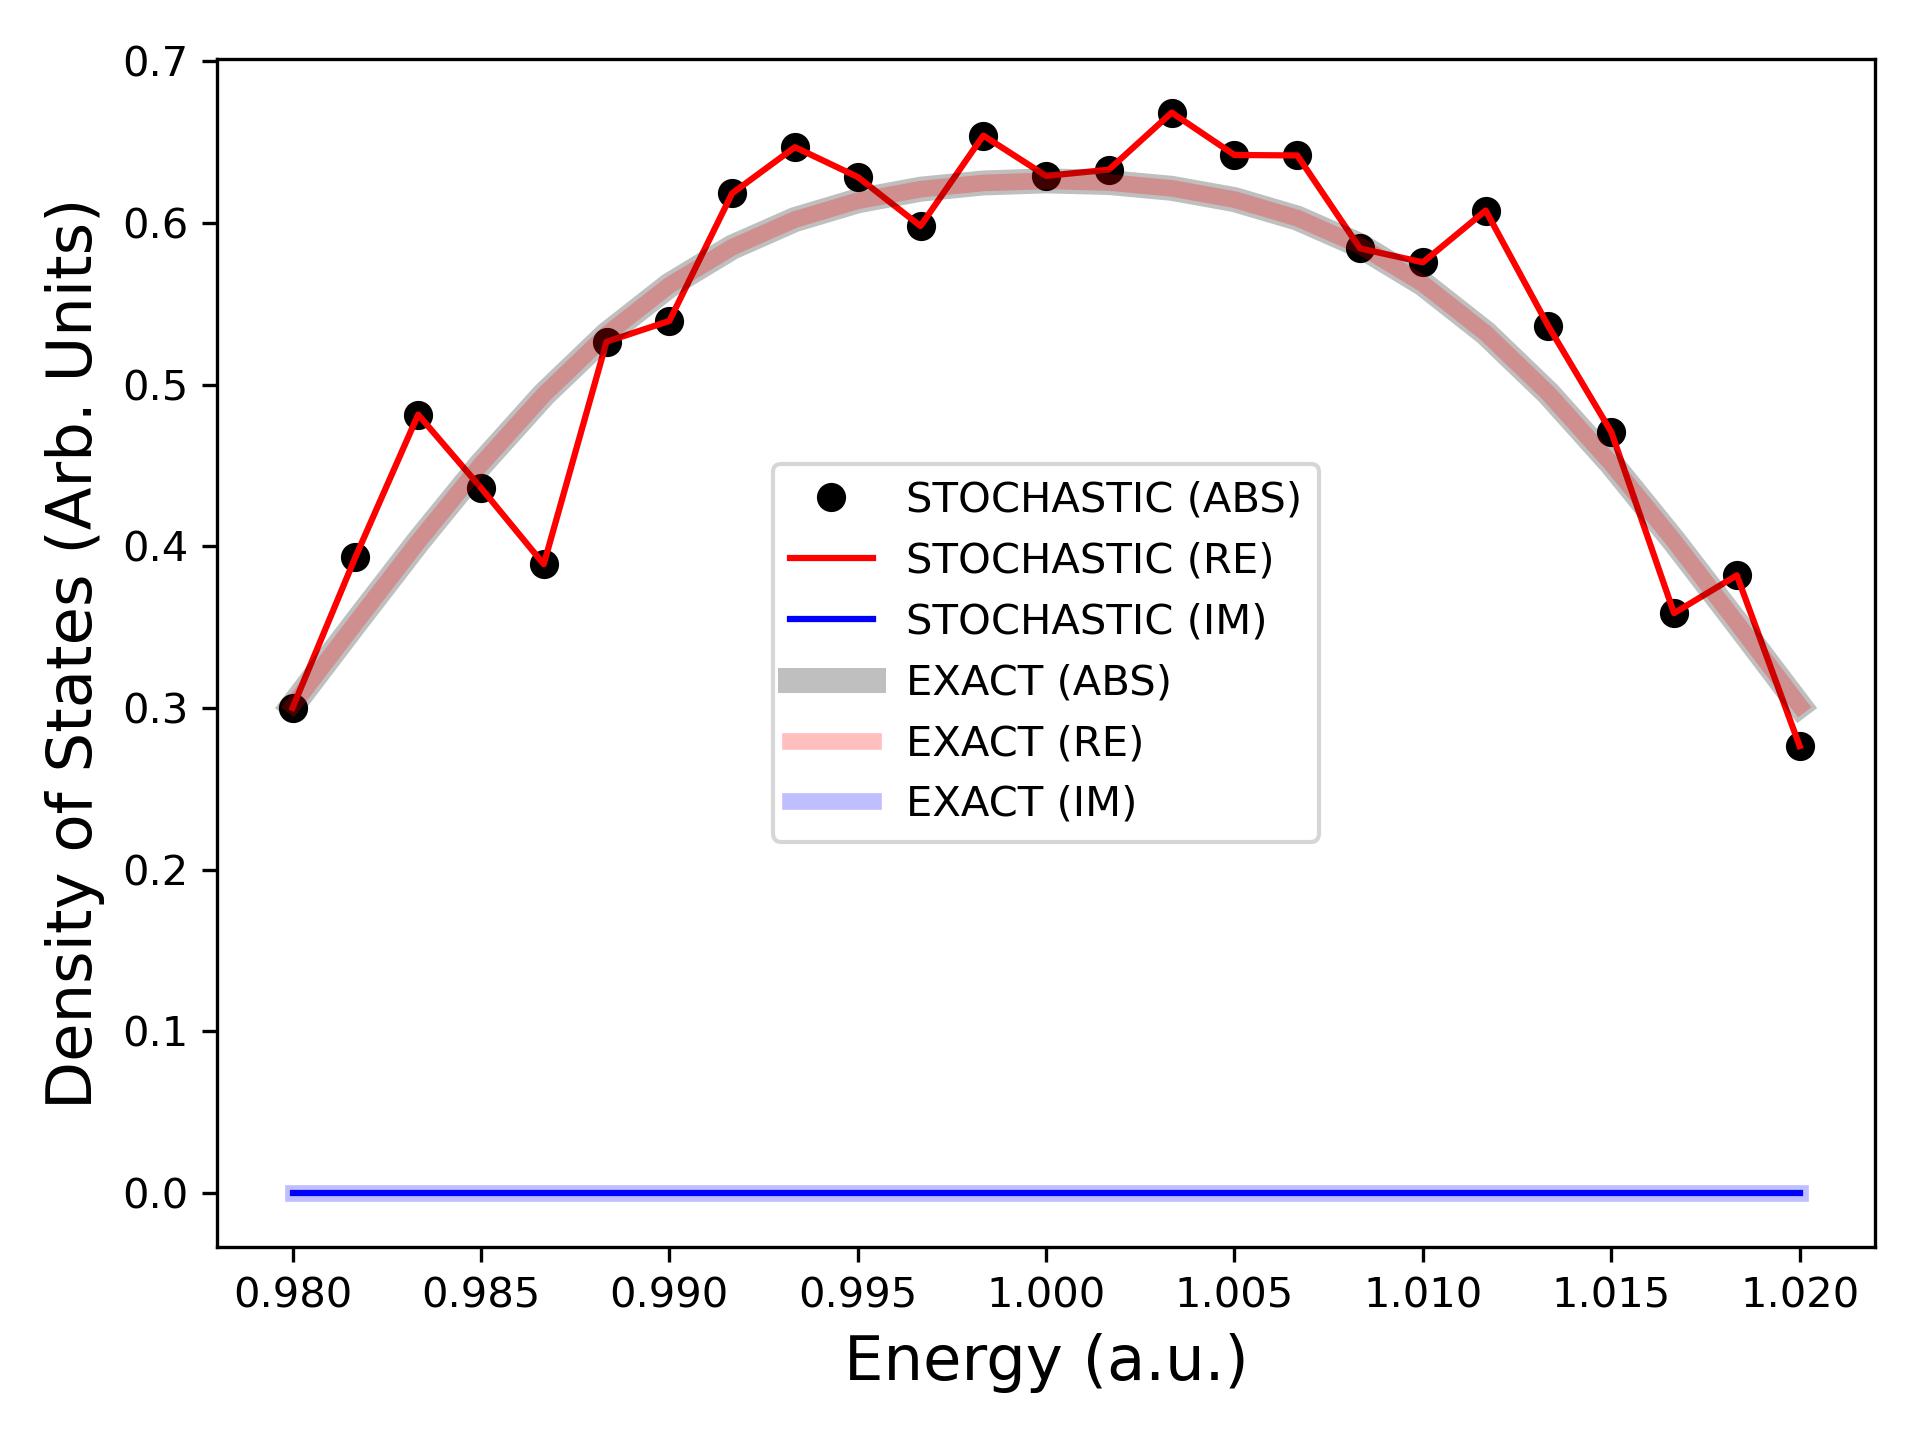 0.7
0.6
0.5
0.4
0.3
0.2
0.1
0.0
Density of States (Arb. Units)
STOCHASTIC (ABS)
STOCHASTIC (RE)
STOCHASTIC (IM)
EXACT (ABS)
EXACT (RE)
EXACT (IM)
0.980 0.985 0.990 0.995 1.000 1.005 1.010 1.015 1.020
Energy (a.u.)